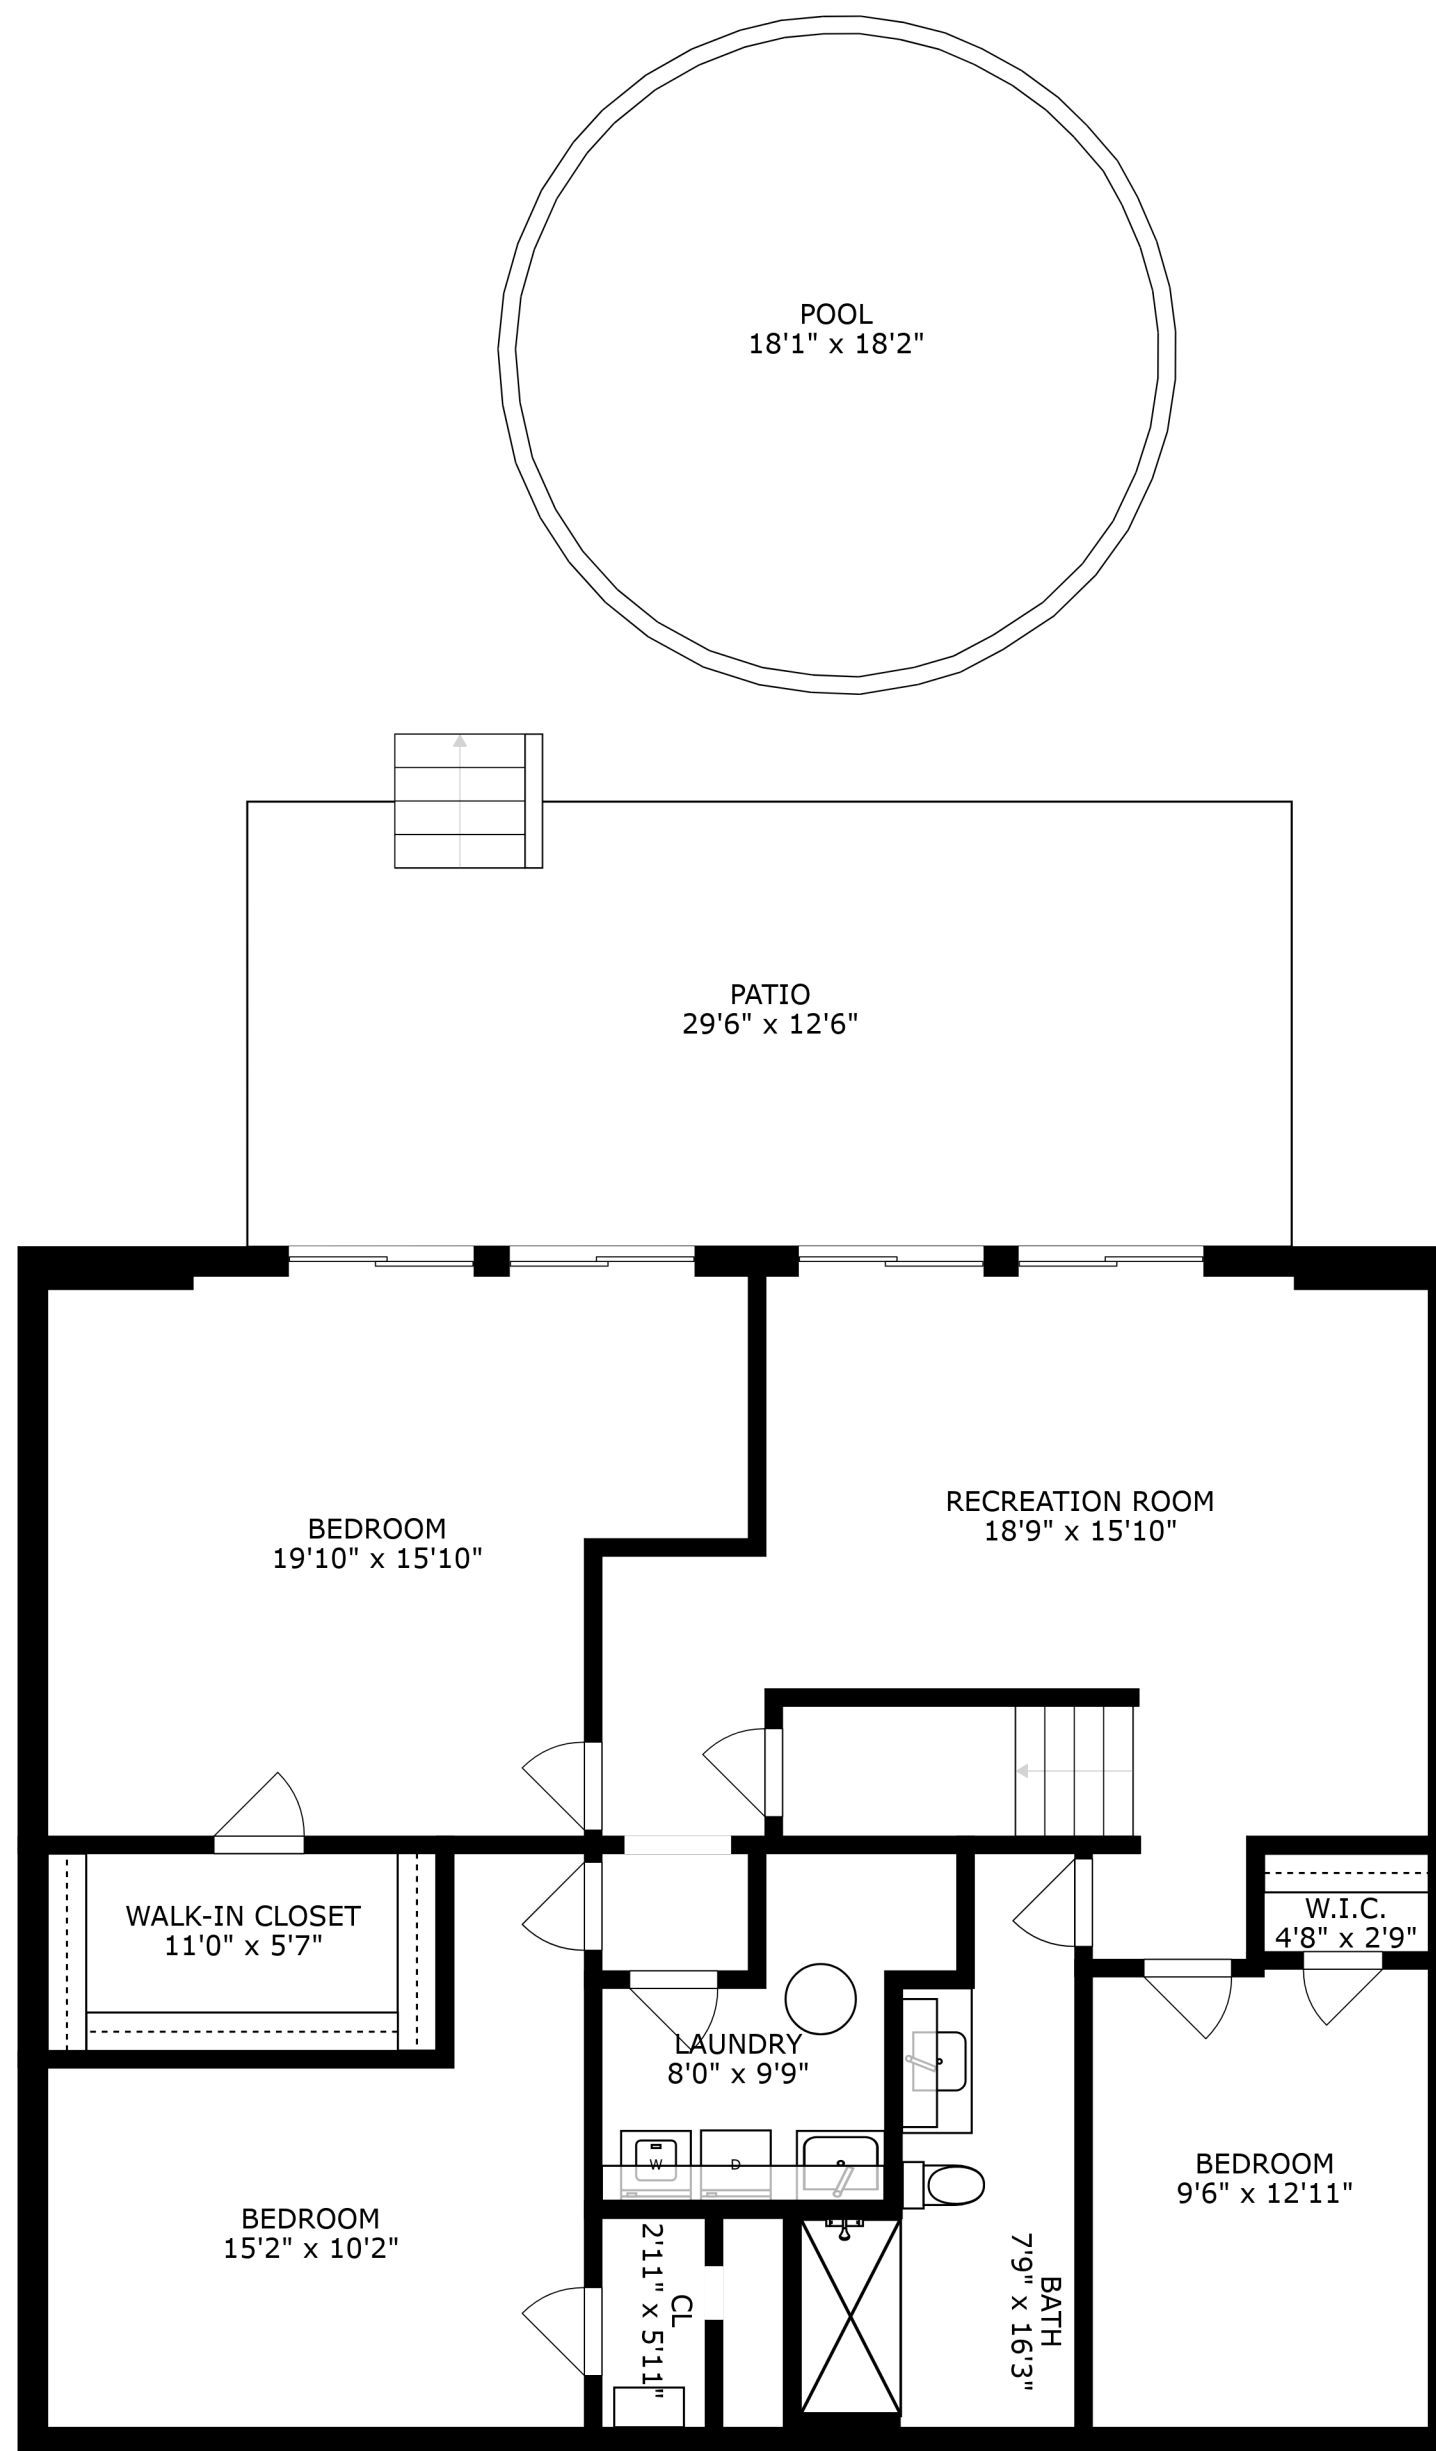 POOL
18'1" x 18'2"
PATIO
29'6" x 12'6"
RECREATION ROOM
18'9" x 15'10"
BEDROOM
19'10" x 15'10"
WALK-IN CLOSET
11'0" x 5'7"
W.I.C.
4'8" x 2'9"
LAUNDRY
8'0" x 9'9"
W
D
BEDROOM
9'6" x 12'11"
BEDROOM
15'2" x 10'2"
CL
2'11" x 5'11"
BATH
7'9" x 16'3"